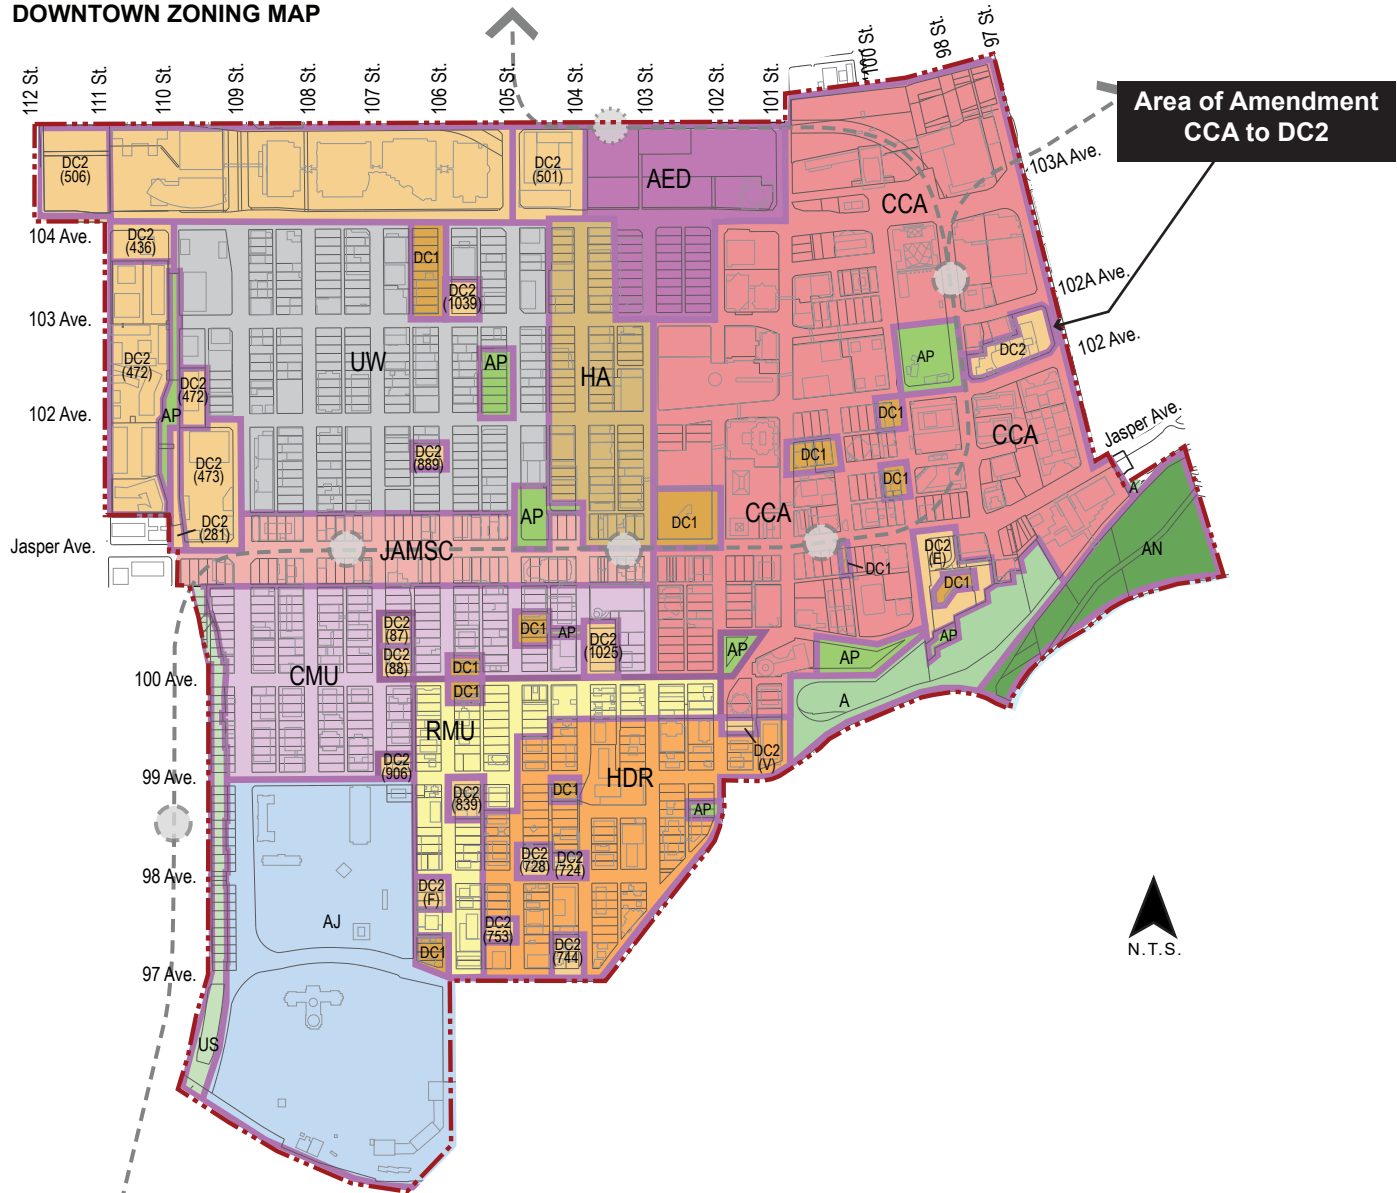 DOWNTOWN ZONING MAP
112 St.
111 St.
110 St.
109 St.
108 St.
107 St.
106 St.
105 St.
104 St.
103 St.
102 St.
101 St.
100 St.
98 St.
97 St.
Area of Amendment
CCA to DC2
103A Ave.
DC2
(506)
DC2
(501)
AED
CCA
104 Ave.
DC2
(436)
DC1
DC2
(1039)
102A Ave.
103 Ave.
102 Ave.
DC2
(472)
UW
AP
HA
AP
DC2
DC2
(472)
102 Ave.
AP
DC1
CCA
Jasper Ave.
DC2
(889)
DC1
DC2
(473)
DC1
A
DC2
(281)
AP
DC1
CCA
Jasper Ave.
JAMSC
DC1
DC2
(E)
DC1
AN
DC2
(87)
DC1
AP
DC2
(1025)
AP
AP
AP
DC2
(88)
DC1
100 Ave.
CMU
DC1
A
RMU
DC2
(V)
DC2
(906)
99 Ave.
HDR
DC2
(839)
DC1
AP
DC2
(728)
DC2
(724)
98 Ave.
DC2
(F)
AJ
DC2
(753)
DC1
DC2
(744)
N.T.S.
97 Ave.
US